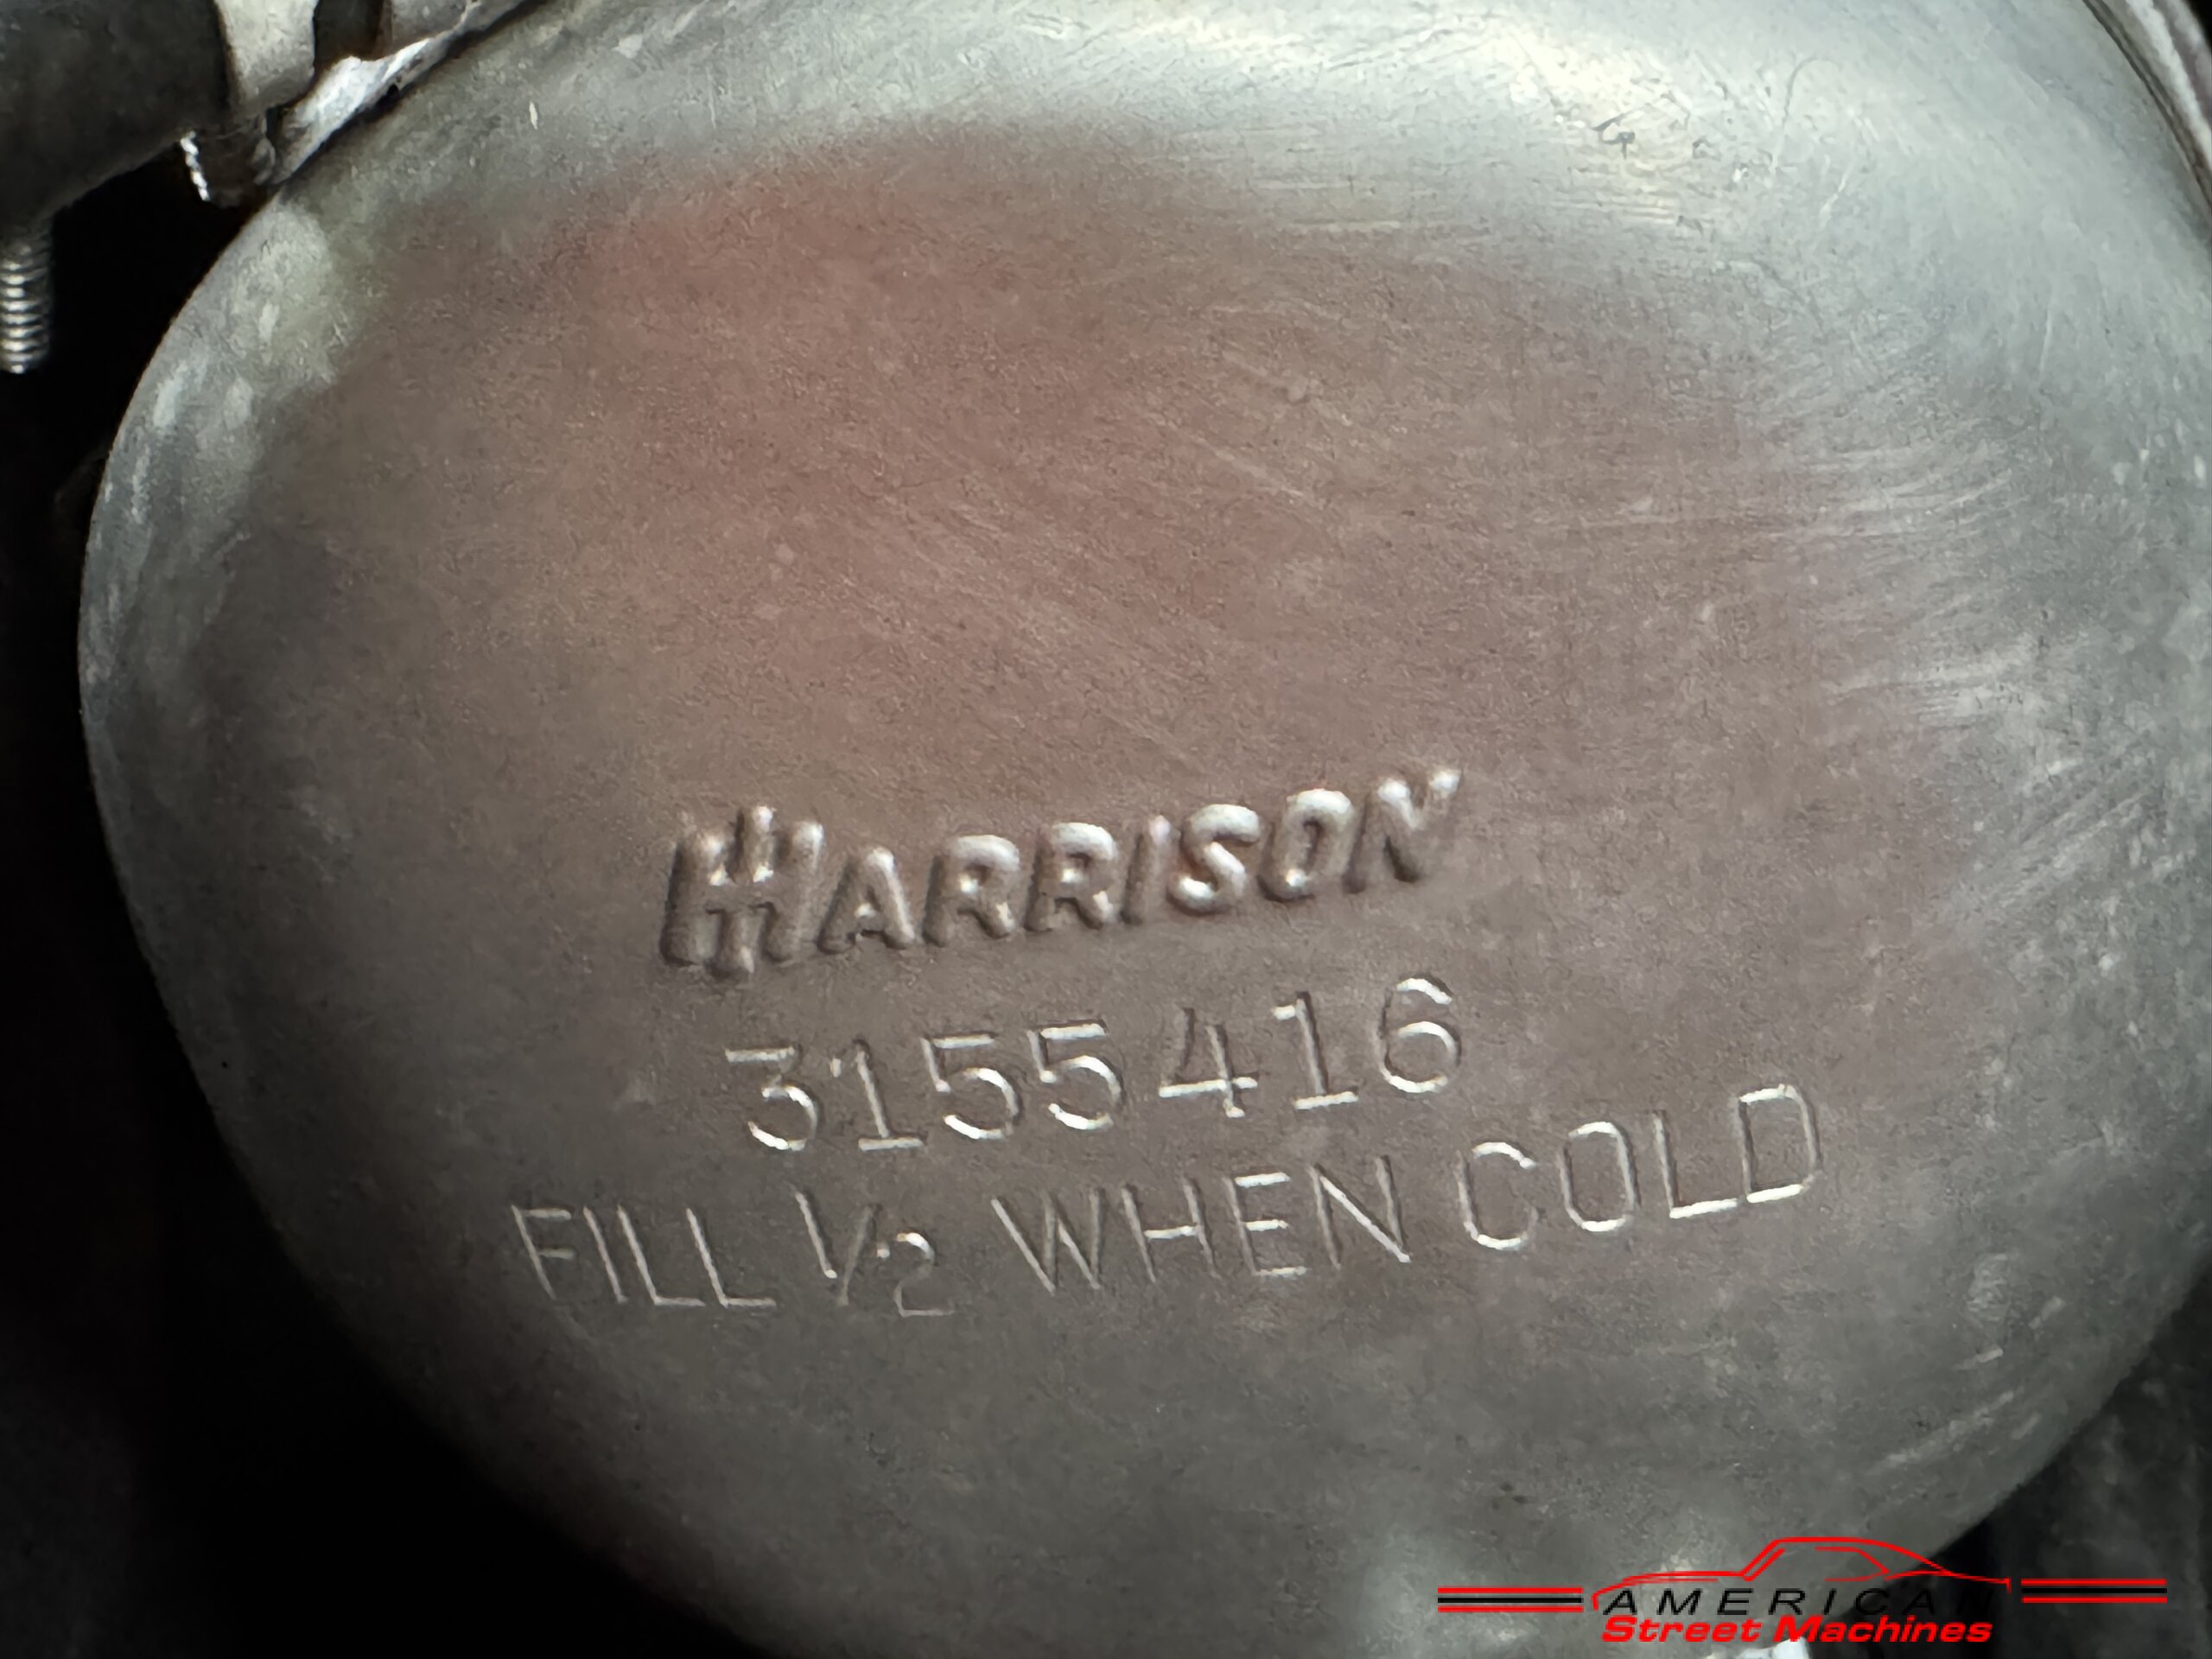 HARRISON
3155416
FILL 1/2 WHEN COLD
AMERICAN
Street Machines